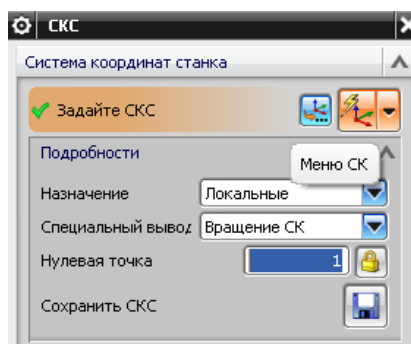 СКС
Система координат станка
Задайте СКС
Подробности
Меню СК
Назначение Локальные
Специальный вывод Вращение СК
Нулевая точка 1
Сохранить СКС